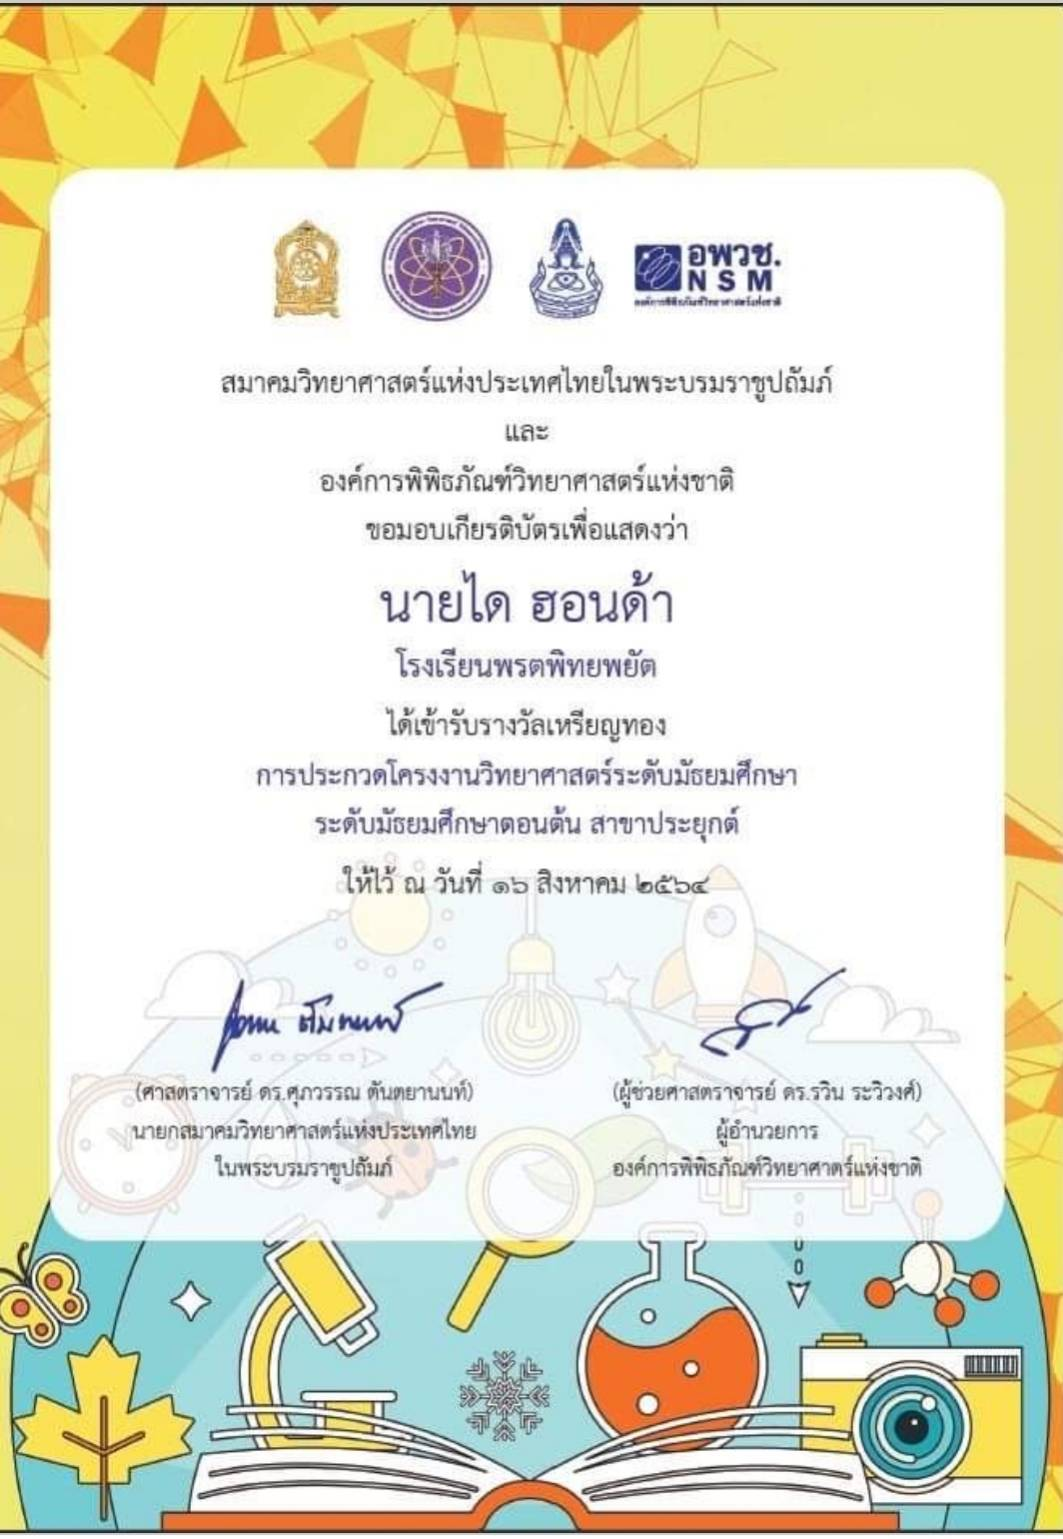 อพวช.
NSM
องค์การพิพิธภัณฑ์วิทยาศาสตร์แห่งชาติ
สมาคมวิทยาศาสตร์แห่งประเทศไทยในพระบรมราชูปถัมภ์
และ
องค์การพิพิธภัณฑ์วิทยาศาสตร์แห่งชาติ
ขอมอบเกียรติบัตรเพื่อแสดงว่า
นายได ฮอนด้า
โรงเรียนพรตพิทยพยัต
ได้เข้ารับรางวัลเหรียญทอง
การประกวดโครงงานวิทยาศาสตร์ระดับมัธยมศึกษา
ระดับมัธยมศึกษาตอนต้น สาขาประยุกต์
ให้ไว้ ณ วันที่ ๑๖ สิงหาคม ๒๕๖๔
(ศาสตราจารย์ ดร.ศุภวรรณ ตันตยานนท์)
นายกสมาคมวิทยาศาสตร์แห่งประเทศไทย
ในพระบรมราชูปถัมภ์
(ผู้ช่วยศาสตราจารย์ ดร.รวิน ระวิวงศ์)
ผู้อำนวยการ
องค์การพิพิธภัณฑ์วิทยาศาตร์แห่งชาติ